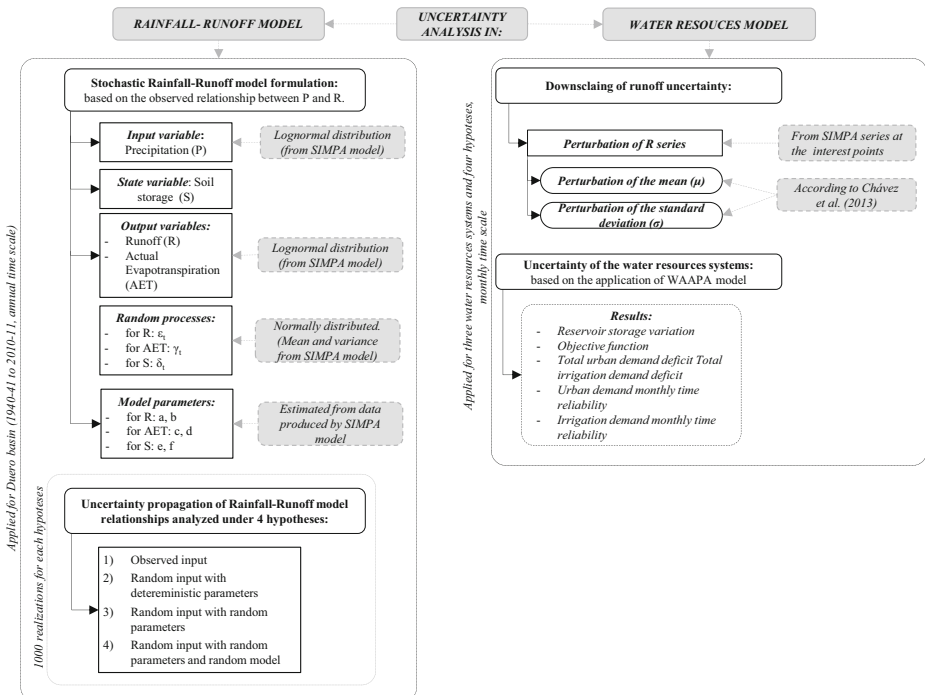 RAINFALL- RUNOFF MODEL
UNCERTAINTY
ANALYSIS IN:
WATER RESOUCES MODEL
Applied for Duero basin (1940-41 to 2010-11, annual time scale)
Stochastic Rainfall-Runoff model formulation:
based on the observed relationship between P and R.
Input variable:
Precipitation (P)
Lognormal distribution
(from SIMPA model)
State variable: Soil
storage (S)
Output variables:
- Runoff (R)
- Actual
Evapotranspiration
(AET)
Lognormal distribution
(from SIMPA model)
Random processes:
- for R: εt
- for AET: γt
- for S: δt
Normally distributed.
(Mean and variance
from SIMPA model)
Model parameters:
- for R: a, b
- for AET: c, d
- for S: e, f
Estimated from data
produced by SIMPA
model
1000 realizations for each hypoteses
Uncertainty propagation of Rainfall-Runoff model
relationships analyzed under 4 hypotheses:
1) Observed input
2) Random input with
detereministic parameters
3) Random input with random
parameters
4) Random input with random
parameters and random model
Applied for three water resources systems and four hypoteses,
monthly time scale
Downsclaing of runoff uncertainty:
Perturbation of R series
From SIMPA series at
the interest points
Perturbation of the mean (μ)
Perturbation of the standard
deviation (σ)
According to Chávez
et al. (2013)
Uncertainty of the water resources systems:
based on the application of WAAPA model
Results:
- Reservoir storage variation
- Objective function
- Total urban demand deficit Total
irrigation demand deficit
- Urban demand monthly time
reliability
- Irrigation demand monthly time
reliability